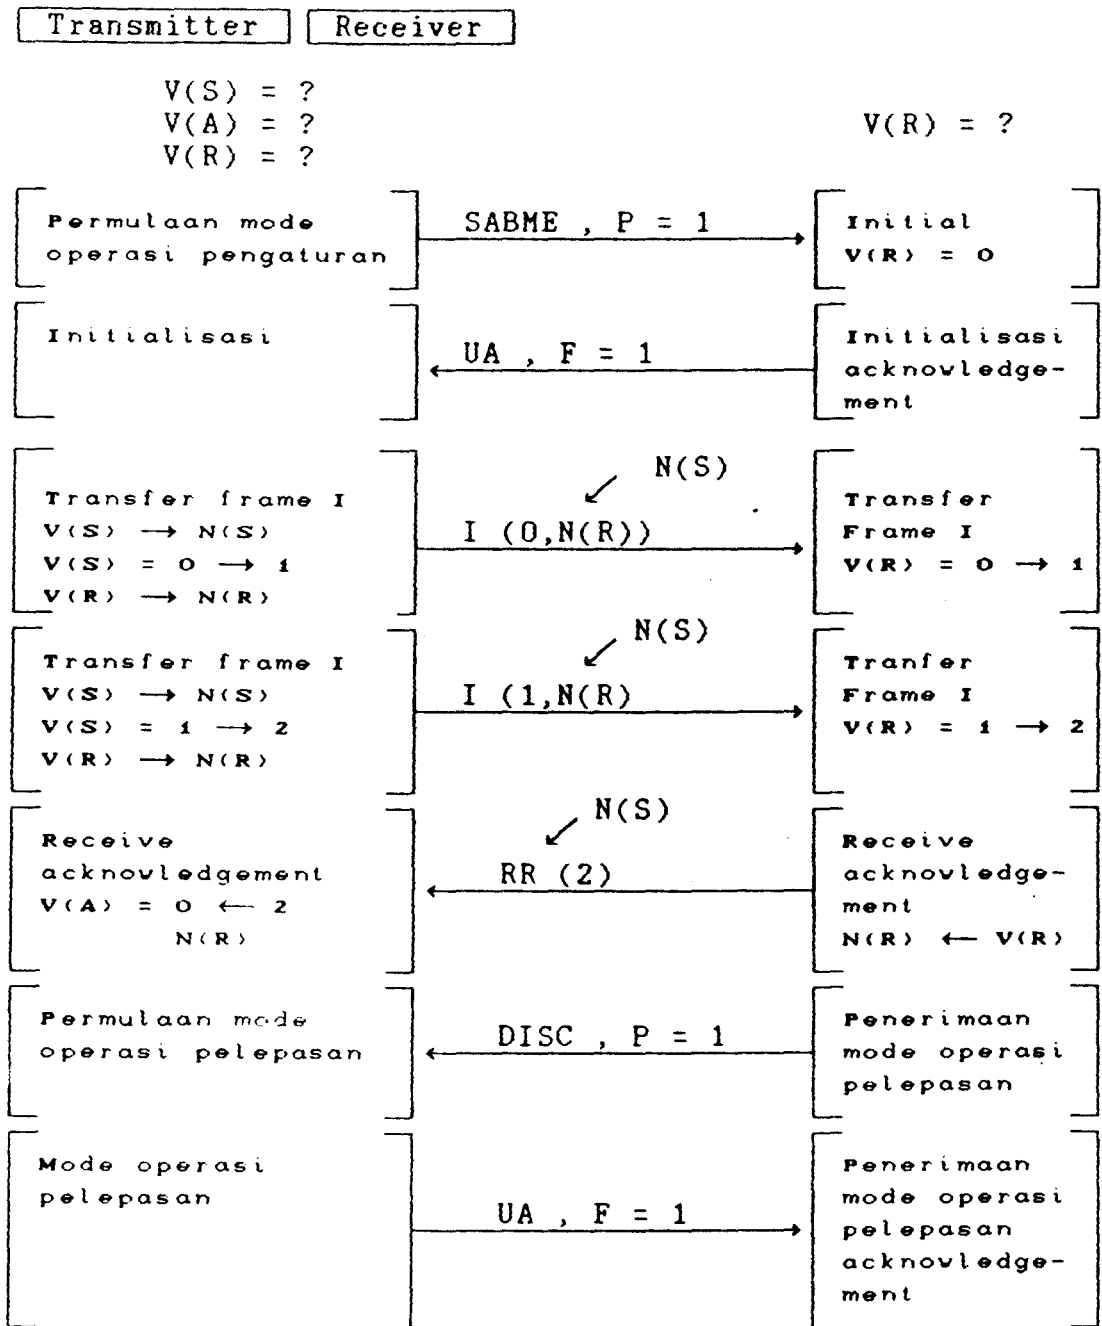 Transmitter Receiver
V(S) = ?
V(A) = ? V(R) = ?
V(R) = ?
Permulaan mode
operasi pengaturan
SABME , P = 1
Initial
V(R) = 0
Initialisasi
UA , F = 1
Initialisasi
acknowledge-
ment
Transfer frame I
V(S) → N(S)
V(S) = 0 → 1
V(R) → N(R)
N(S)
I (0,N(R))
Transfer
Frame I
V(R) = 0 → 1
Transfer frame I
V(S) → N(S)
V(S) = 1 → 2
V(R) → N(R)
N(S)
I (1,N(R)
Tranfer
Frame I
V(R) = 1 → 2
Receive
acknowledgement
V(A) = 0 ← 2
N(R)
N(S)
RR (2)
Receive
acknowledge-
ment
N(R) ← V(R)
Permulaan mode
operasi pelepasan
DISC , P = 1
Penerimaan
mode operasi
pelepasan
Mode operasi
pelepasan
UA , F = 1
Penerimaan
mode operasi
pelepasan
acknowledge-
ment